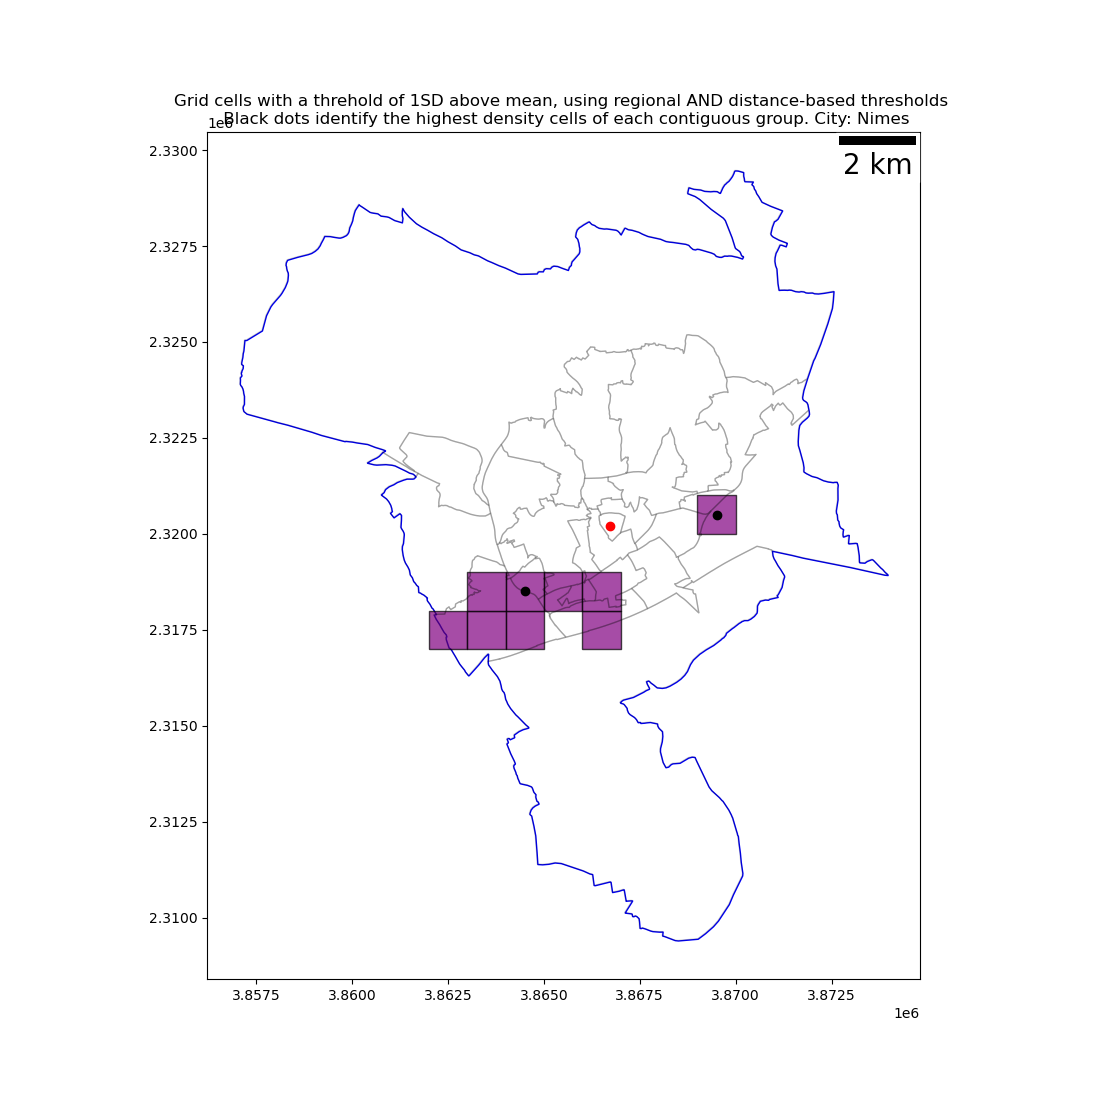 Grid cells with a threhold of 1SD above mean, using regional AND distance-based thresholds
Black dots identify the highest density cells of each contiguous group. City: Nimes
1e6
2 km
2.3300
2.3275
2.3250
2.3225
2.3200
2.3175
2.3150
2.3125
2.3100
3.8575 3.8600 3.8625 3.8650 3.8675 3.8700 3.8725
1e6